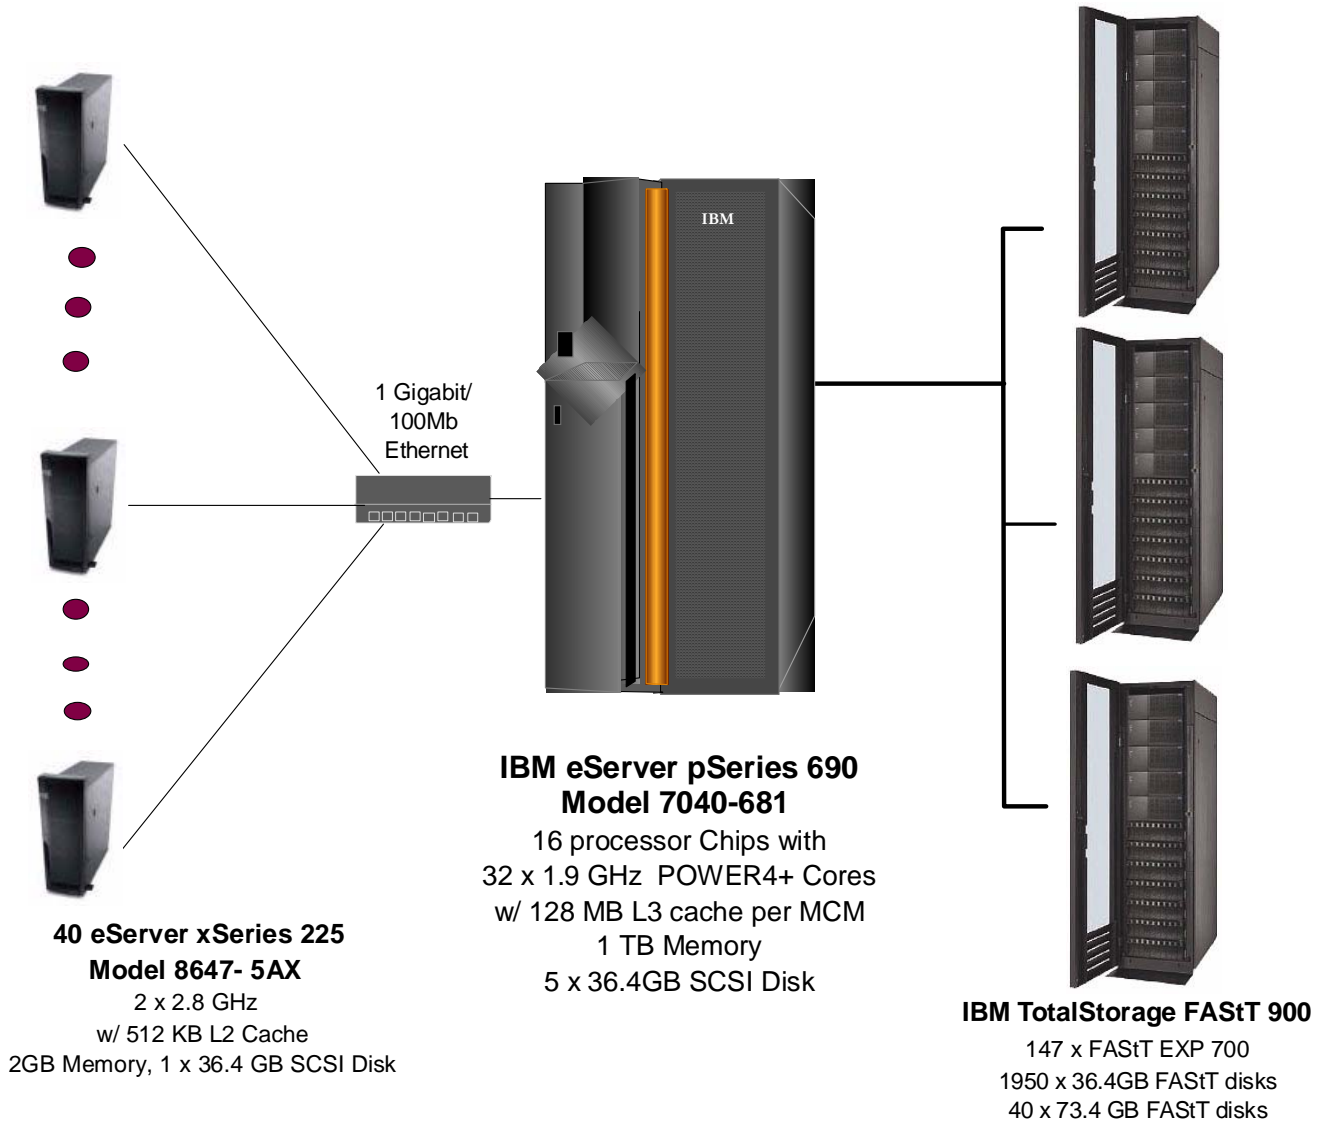 1 Gigabit/
100Mb
Ethernet
IBM
40 eServer xSeries 225
Model 8647- 5AX
2 x 2.8 GHz
w/ 512 KB L2 Cache
2GB Memory, 1 x 36.4 GB SCSI Disk
IBM eServer pSeries 690
Model 7040-681
16 processor Chips with
32 x 1.9 GHz POWER4+ Cores
w/ 128 MB L3 cache per MCM
1 TB Memory
5 x 36.4GB SCSI Disk
IBM TotalStorage FAStT 900
147 x FAStT EXP 700
1950 x 36.4GB FAStT disks
40 x 73.4 GB FAStT disks